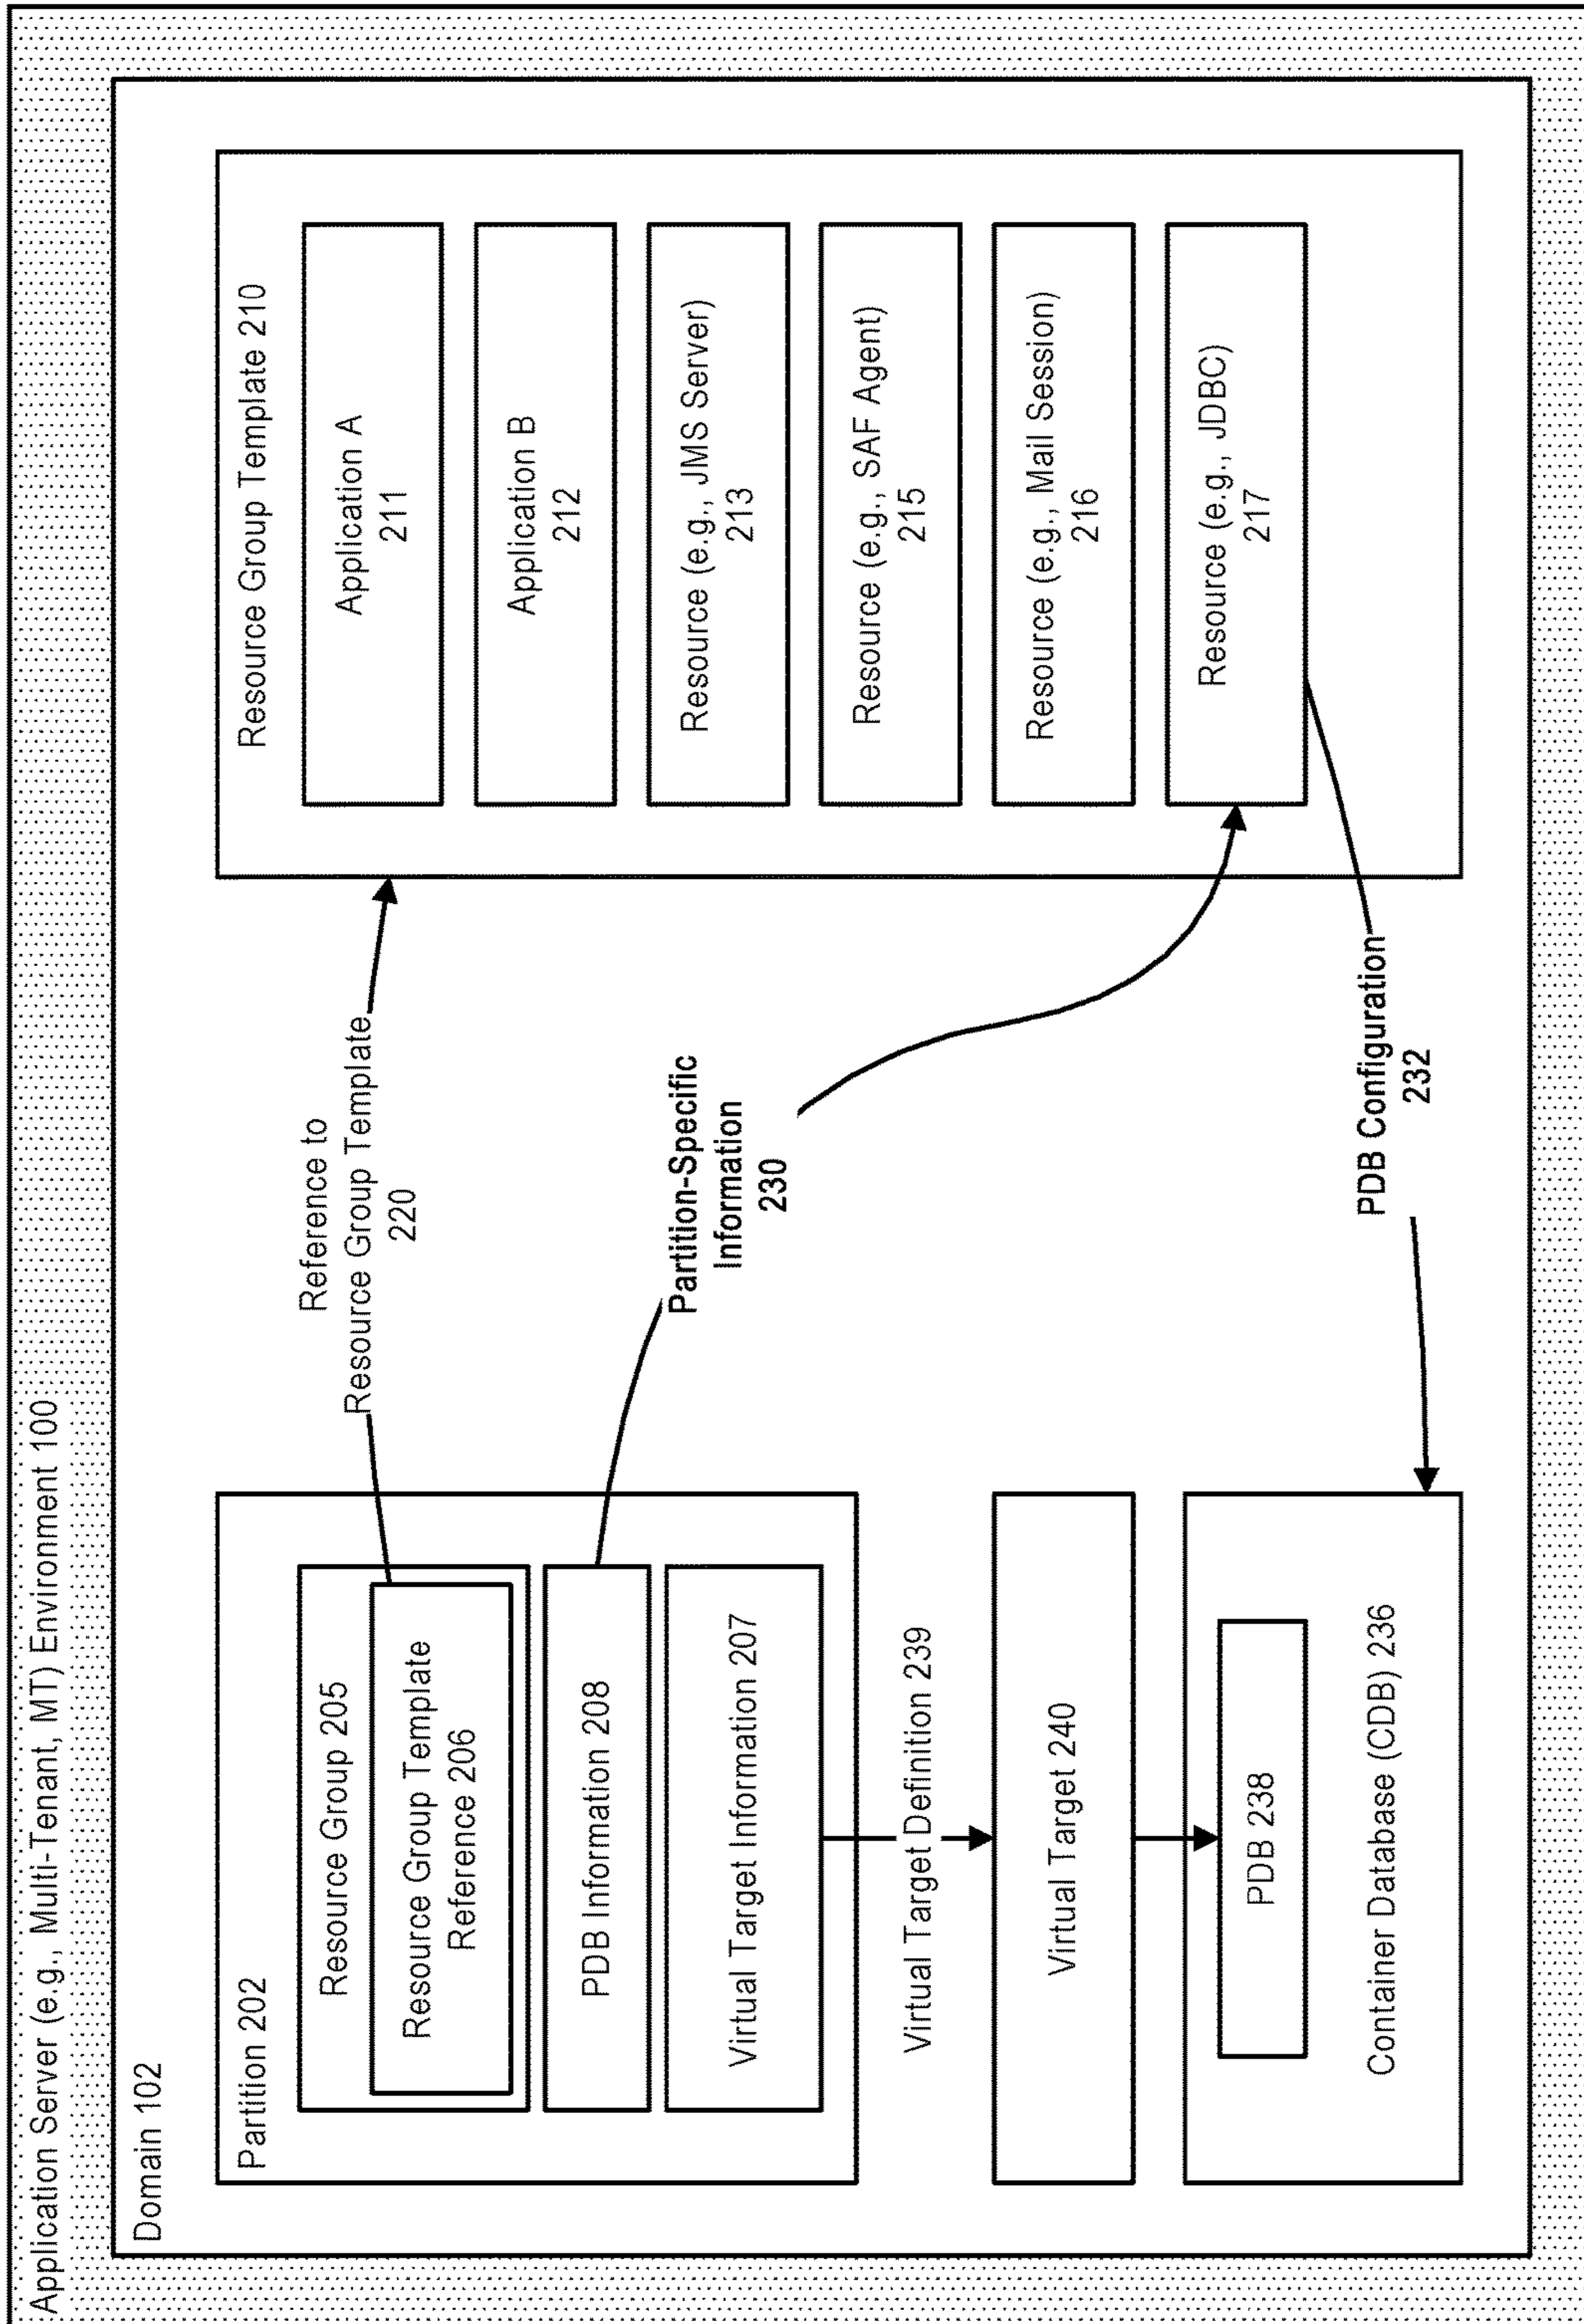 Application Server (e.g., Multi-Tenant, MT) Environment 100
Domain 102
Partition 202
Resource Group 205
Resource Group Template
Reference 206
PDB Information 208
Virtual Target Information 207
Virtual Target Definition 239
Virtual Target 240
PDB 238
Container Database (CDB) 236
Reference to
Resource Group Template
220
Partition-Specific
Information
230
PDB Configuration
232
Resource Group Template 210
Application A
211
Application B
212
Resource (e.g., JMS Server)
213
Resource (e.g., SAF Agent)
215
Resource (e.g., Mail Session)
216
Resource (e.g., JDBC)
217